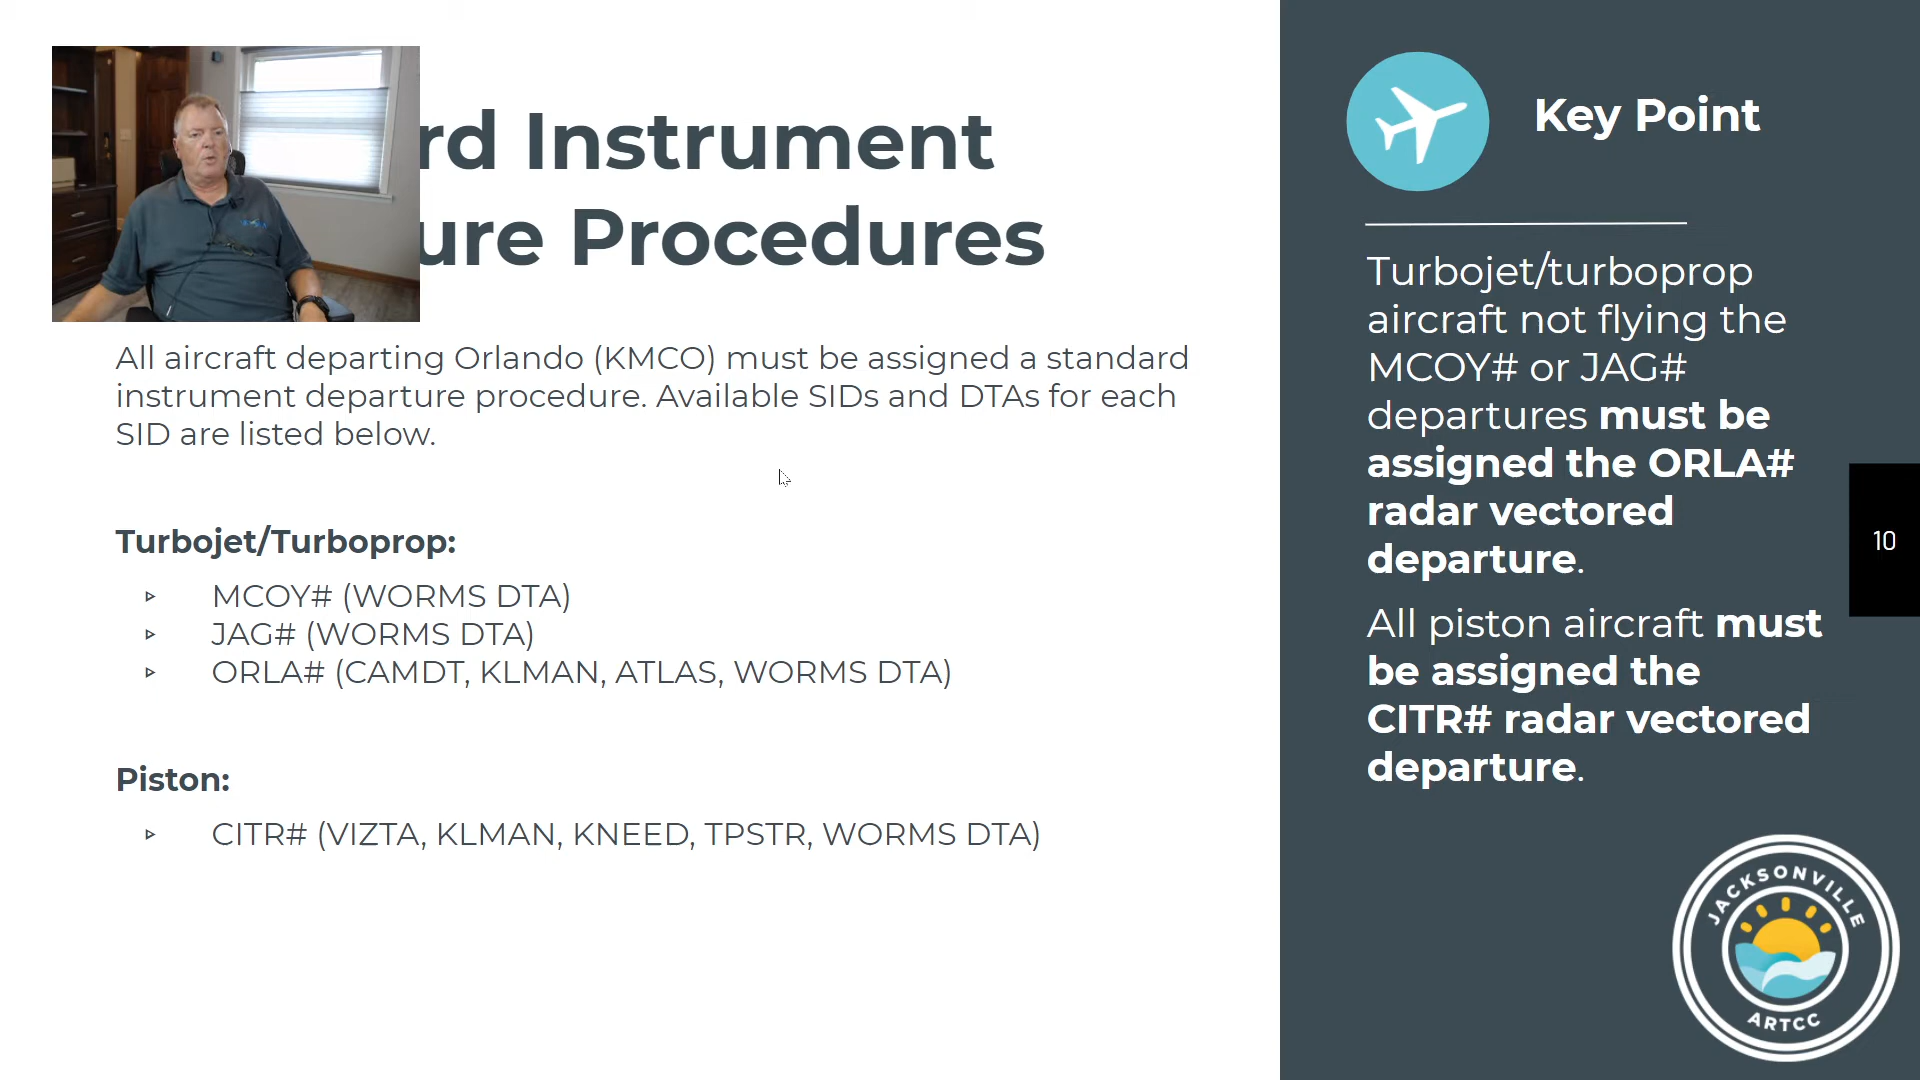 rd Instrument
ure Procedures
All aircraft departing Orlando (KMCO) must be assigned a standard
instrument departure procedure. Available SIDs and DTAs for each
SID are listed below.
Turbojet/Turboprop:
MCOY# (WORMS DTA)
JAG# (WORMS DTA)
ORLA# (CAMDT, KLMAN, ATLAS, WORMS DTA)
Piston:
CITR# (VIZTA, KLMAN, KNEED, TPSTR, WORMS DTA)
Key Point
Turbojet/turboprop
aircraft not flying the
MCOY# or JAG#
departures must be
assigned the ORLA#
radar vectored
departure.
All piston aircraft must
be assigned the
CITR# radar vectored
departure.
10
JACKSONVILLE
ARTCC